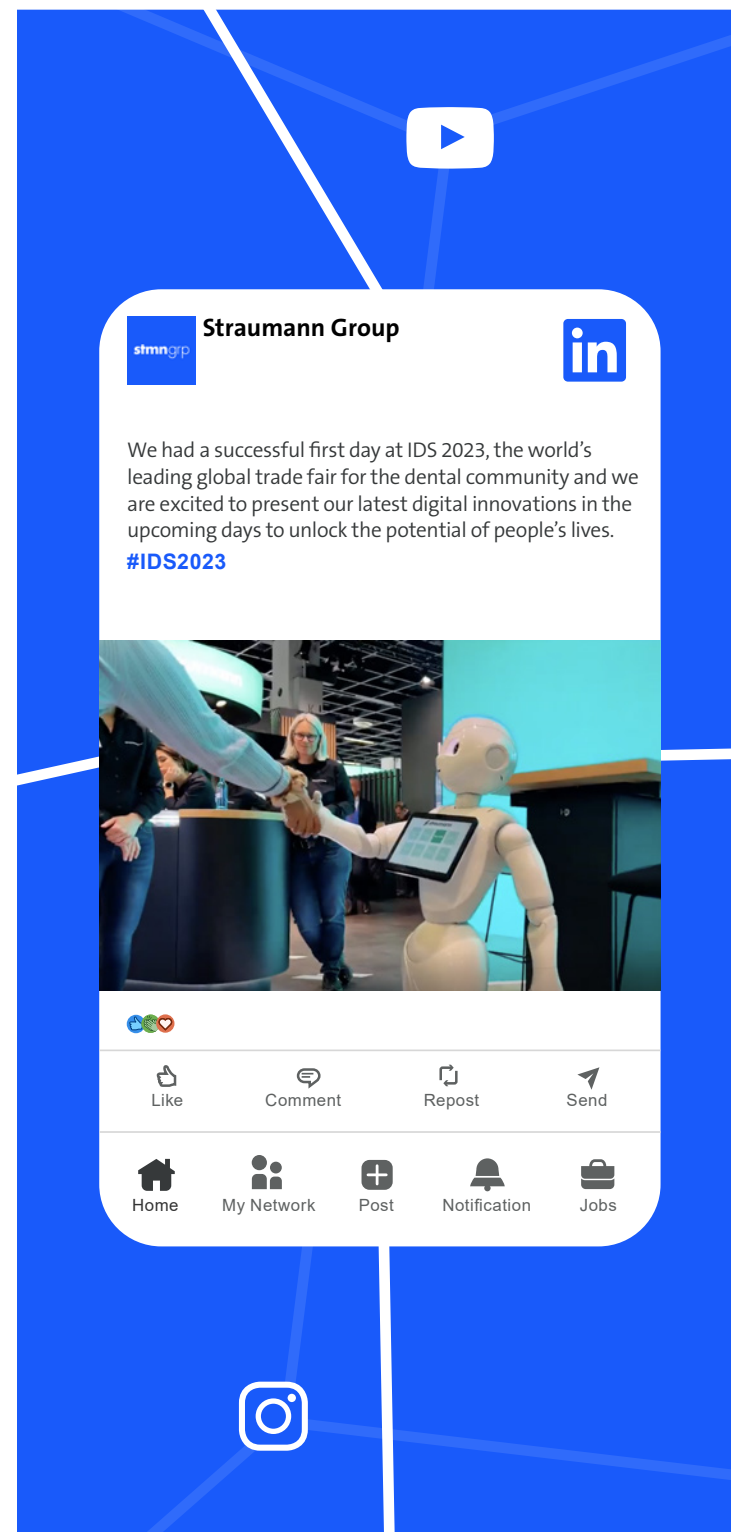 stmngrp
Straumann Group
in
We had a successful first day at IDS 2023, the world’s
leading global trade fair for the dental community and we
are excited to present our latest digital innovations in the
upcoming days to unlock the potential of people’s lives.
#IDS2023
straumann
Like
Comment
Repost
Send
Home
My Network
Post
Notification
Jobs